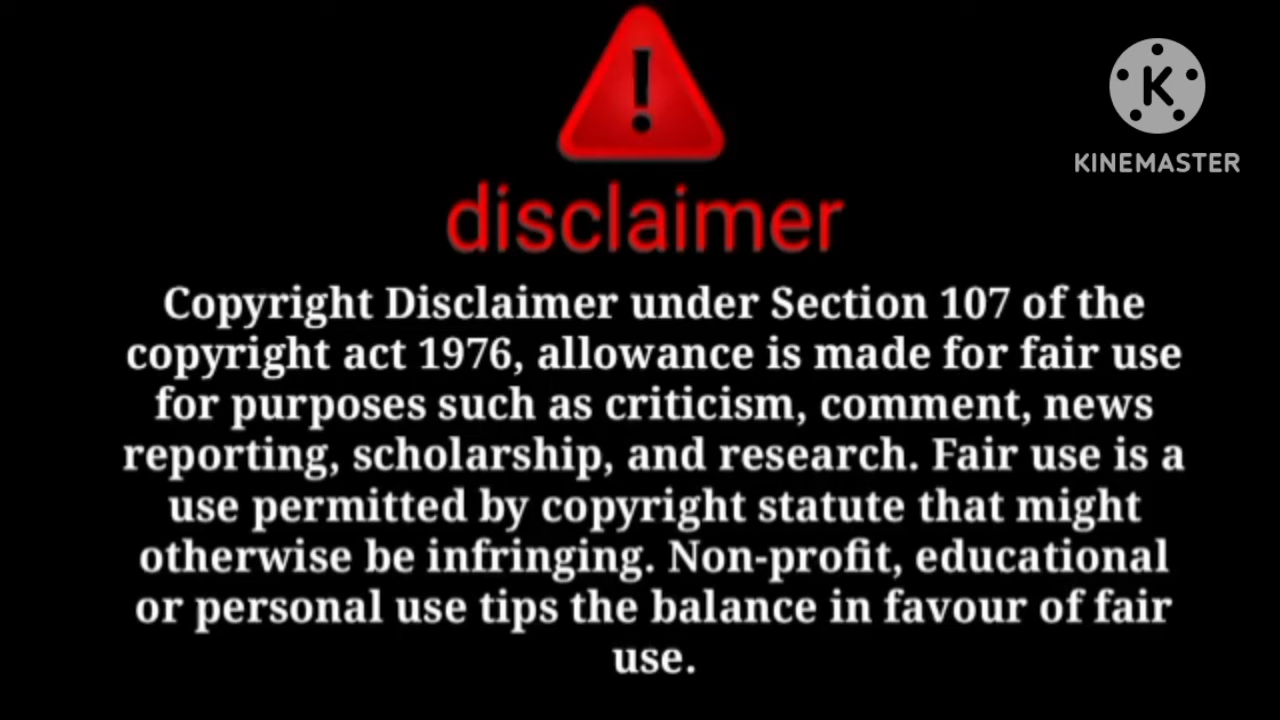 !
K
KINEMASTER
disclaimer
Copyright Disclaimer under Section 107 of the
copyright act 1976, allowance is made for fair use
for purposes such as criticism, comment, news
reporting, scholarship, and research. Fair use is a
use permitted by copyright statute that might
otherwise be infringing. Non-profit, educational
or personal use tips the balance in favour of fair
use.